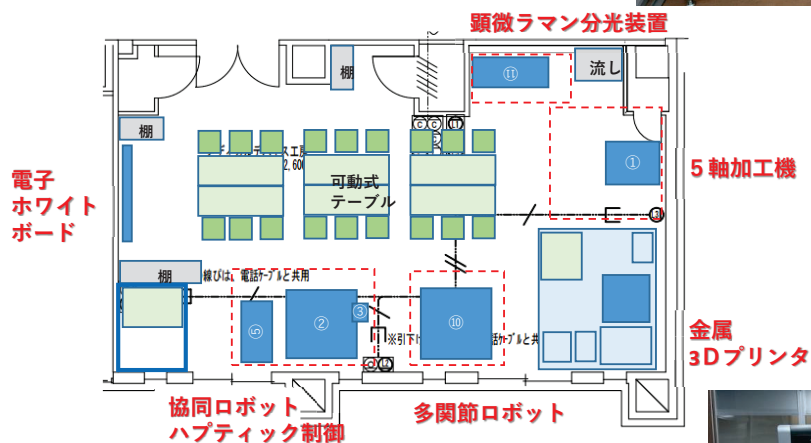 顕微ラマン分光装置
棚
流し
⑪
棚
①
5軸加工機
電子
ホワイト
ボード
可動式
テーブル
棚
線びは、電話ケーブルと共用
⑤
②
③
⑩
金属
3Dプリンタ
協同ロボット
ハプティック制御
多関節ロボット